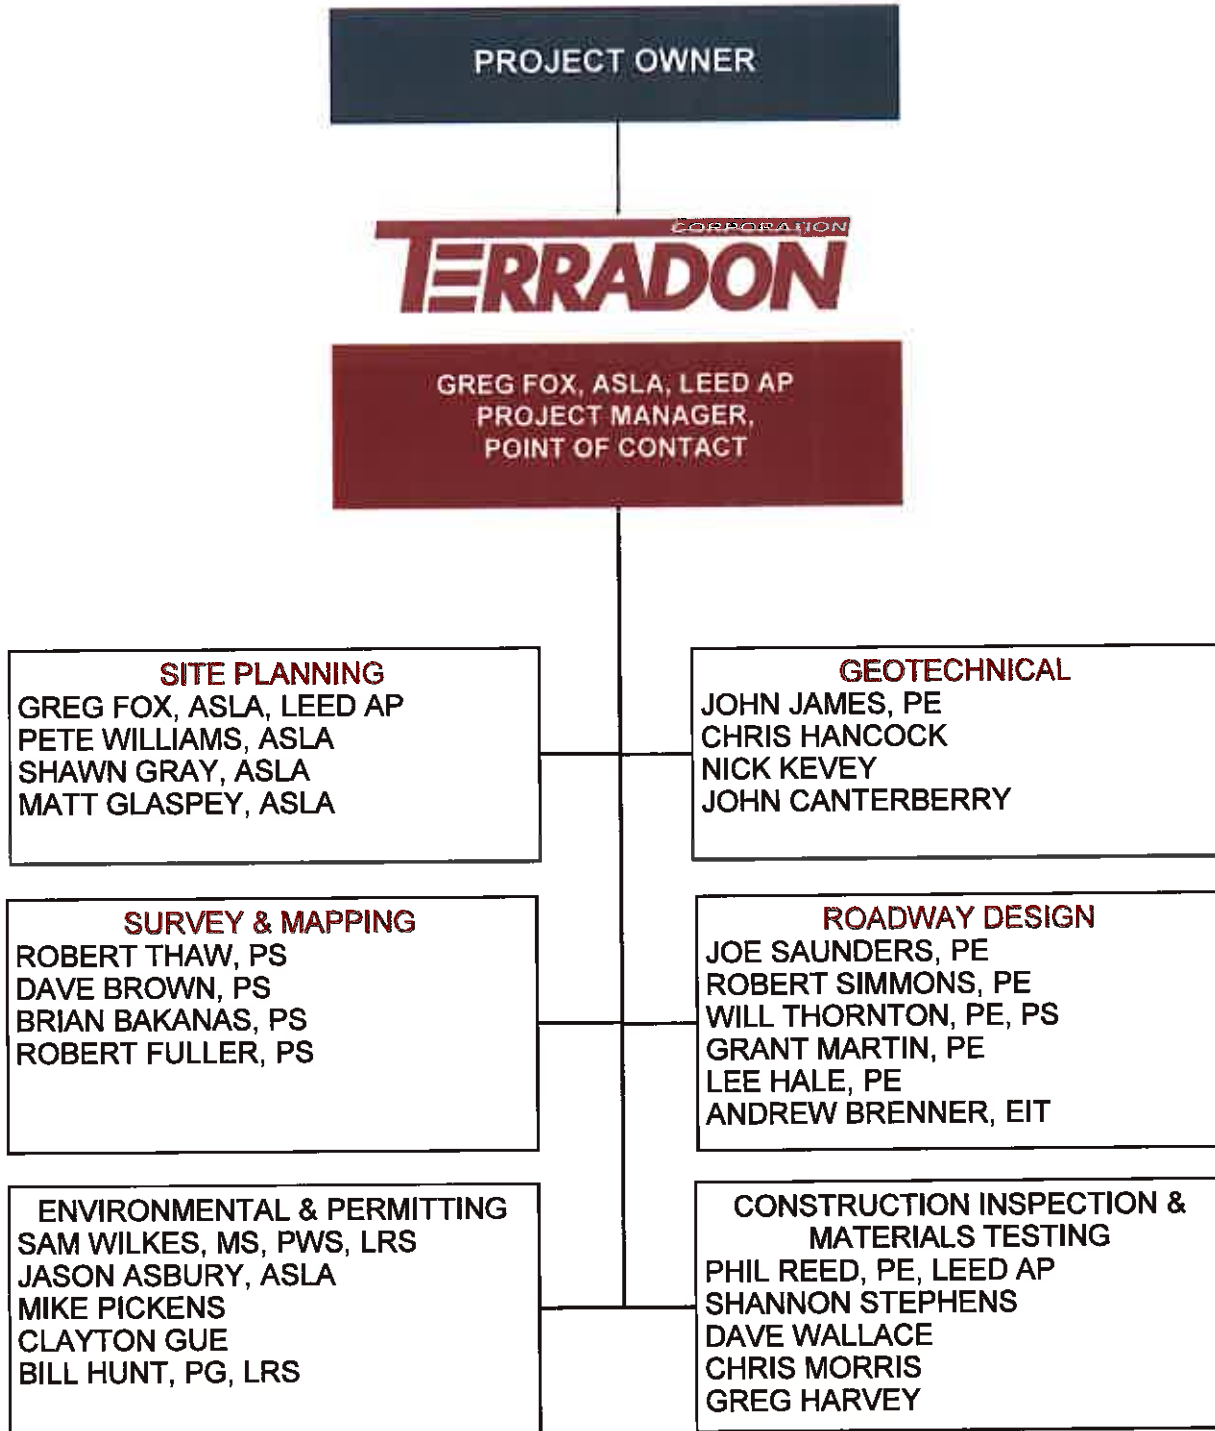 PROJECT OWNER
CORPORATION
TERRADON
GREG FOX, ASLA, LEED AP
PROJECT MANAGER,
POINT OF CONTACT
SITE PLANNING
GREG FOX, ASLA, LEED AP
PETE WILLIAMS, ASLA
SHAWN GRAY, ASLA
MATT GLASPEY, ASLA
GEOTECHNICAL
JOHN JAMES, PE
CHRIS HANCOCK
NICK KEVEY
JOHN CANTERBERRY
SURVEY & MAPPING
ROBERT THAW, PS
DAVE BROWN, PS
BRIAN BAKANAS, PS
ROBERT FULLER, PS
ROADWAY DESIGN
JOE SAUNDERS, PE
ROBERT SIMMONS, PE
WILL THORNTON, PE, PS
GRANT MARTIN, PE
LEE HALE, PE
ANDREW BRENNER, EIT
ENVIRONMENTAL & PERMITTING
SAM WILKES, MS, PWS, LRS
JASON ASBURY, ASLA
MIKE PICKENS
CLAYTON GUE
BILL HUNT, PG, LRS
CONSTRUCTION INSPECTION &
MATERIALS TESTING
PHIL REED, PE, LEED AP
SHANNON STEPHENS
DAVE WALLACE
CHRIS MORRIS
GREG HARVEY